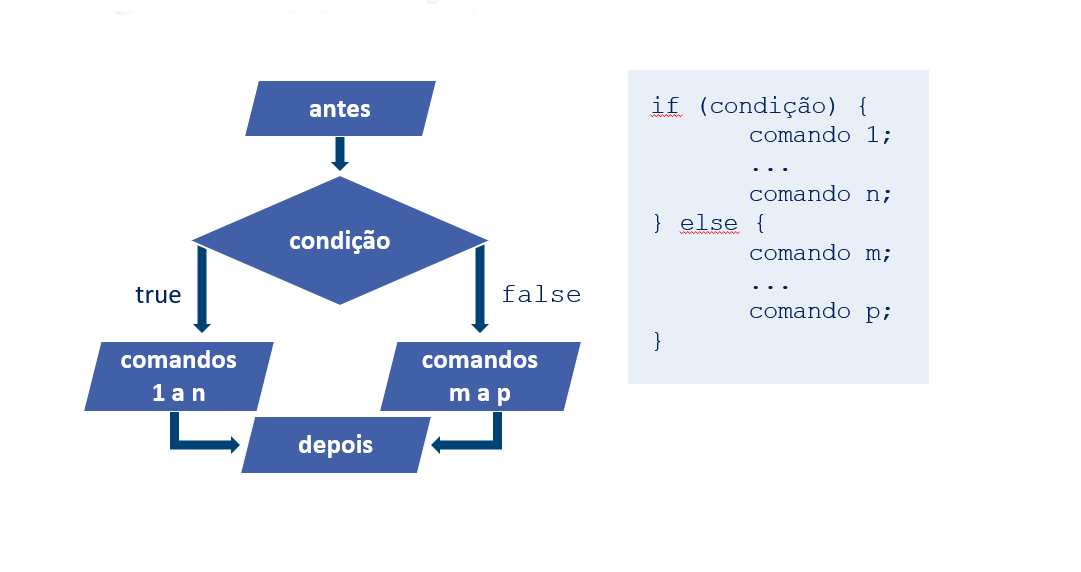 antes
condição
true
false
comandos
1 a n
comandos
m a p
depois
if (condição) {
comando 1;
...
comando n;
} else {
comando m;
...
comando p;
}